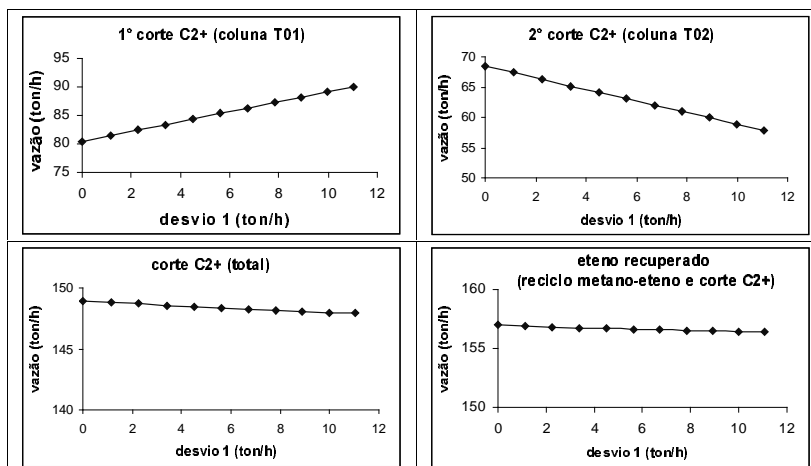 1° corte C2+ (coluna T01)
vazão (ton/h)
95
90
85
80
75
0 2 4 6 8 10 12
desvio 1 (ton/h)
2° corte C2+ (coluna T02)
vazão (ton/h)
70
65
60
55
50
0 2 4 6 8 10 12
desvio 1 (ton/h)
corte C2+ (total)
vazão (ton/h)
150
145
140
0 2 4 6 8 10 12
desvio 1 (ton/h)
eteno recuperado
(reciclo metano-eteno e corte C2+)
vazão (ton/h)
160
155
150
0 2 4 6 8 10 12
desvio 1 (ton/h)